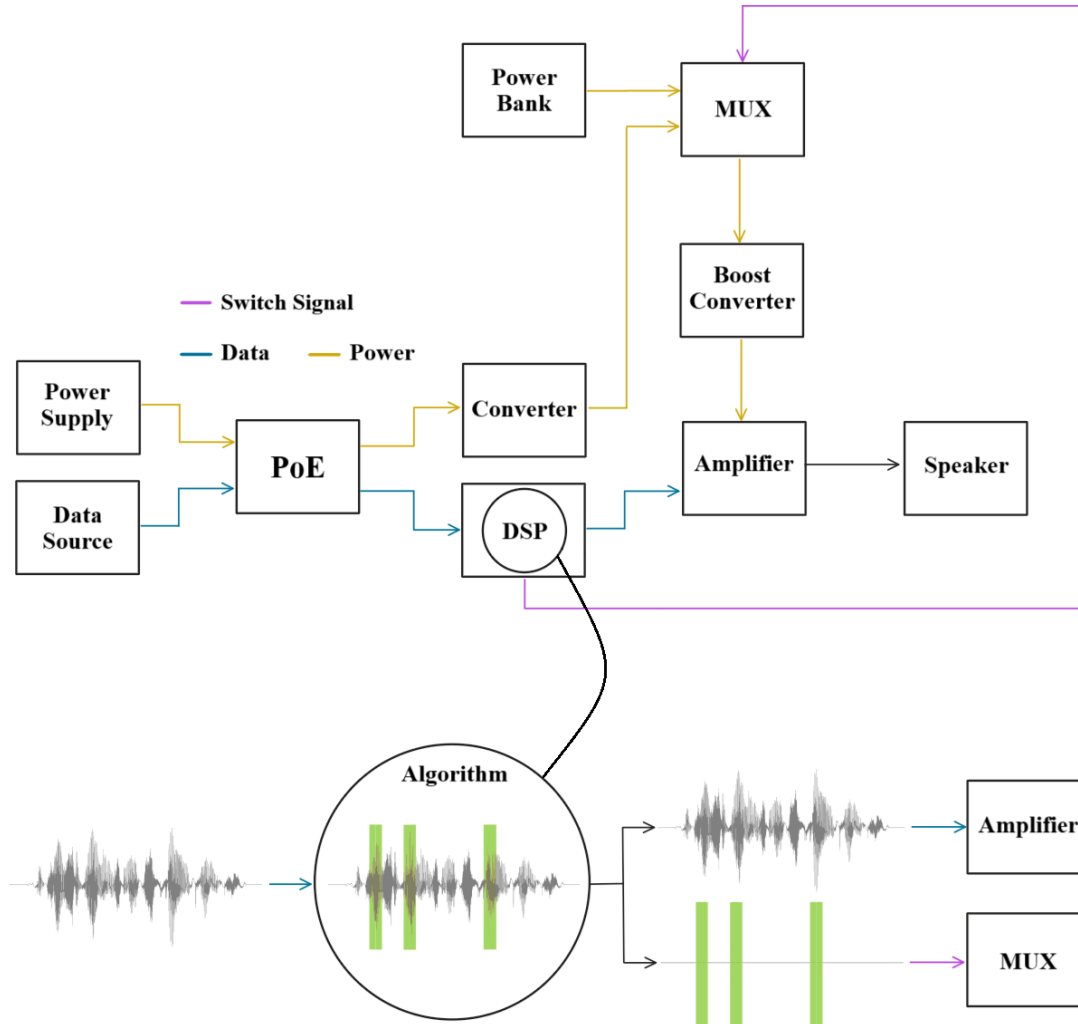 Power
Bank
MUX
Boost
Converter
Switch Signal
Data
Power
Power
Supply
Converter
PoE
Amplifier
Speaker
Data
Source
DSP
Algorithm
Amplifier
MUX